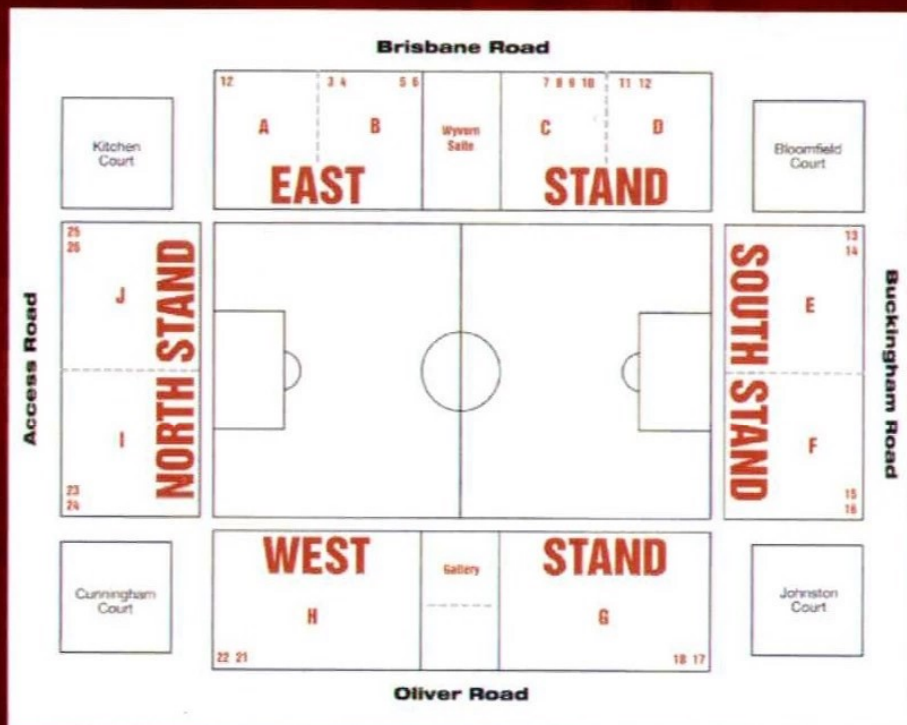 Brisbane Road
12
3 4
5 6
7 8 9 10
11 12
A
B
Wyvern
Suite
C
D
EAST
STAND
Kitchen
Court
Bloomfield
Court
25
26
J
I
23
24
NORTH STAND
Access Road
13
14
E
F
15
16
SOUTH STAND
Buckingham Road
WEST
Gallery
STAND
H
G
22 21
18 17
Cunningham
Court
Johnston
Court
Oliver Road